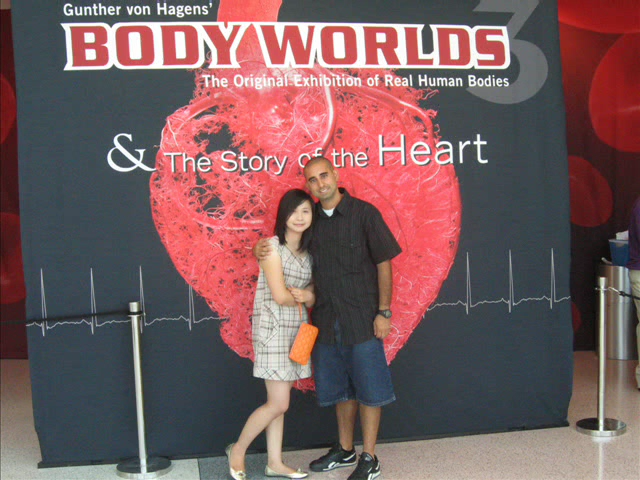 Gunther von Hagens'
BODY WORLDS 3
The Original Exhibition of Real Human Bodies
& The Story of the Heart